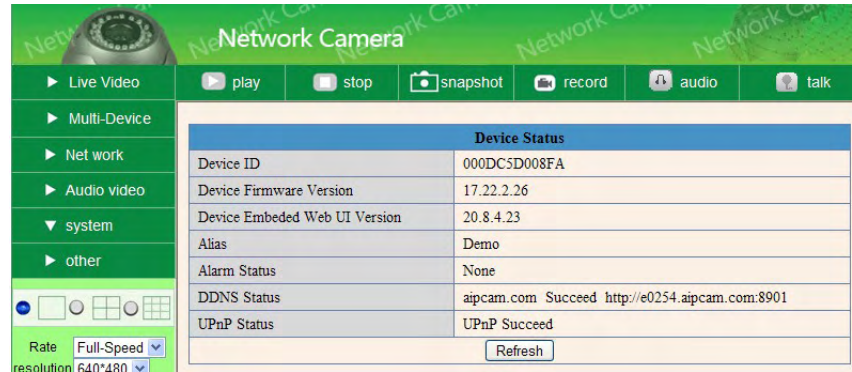 Network Camera
Live Video
Multi-Device
Net work
Audio video
system
other
Rate Full-Speed
resolution 640*480
play stop snapshot record audio talk
Device Status
Device ID 000DC5D008FA
Device Firmware Version 17.22.2.26
Device Embeded Web UI Version 20.8.4.23
Alias Demo
Alarm Status None
DDNS Status aipcam.com Succeed http://e0254.aipcam.com:8901
UPnP Status UPnP Succeed
Refresh